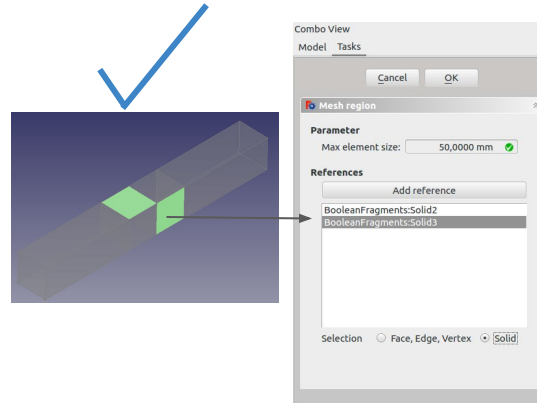 Combo View
Model Tasks
Cancel OK
Mesh region
Parameter
Max element size: 50,0000 mm
References
Add reference
BooleanFragments:Solid2
BooleanFragments:Solid3
Selection Face, Edge, Vertex Solid